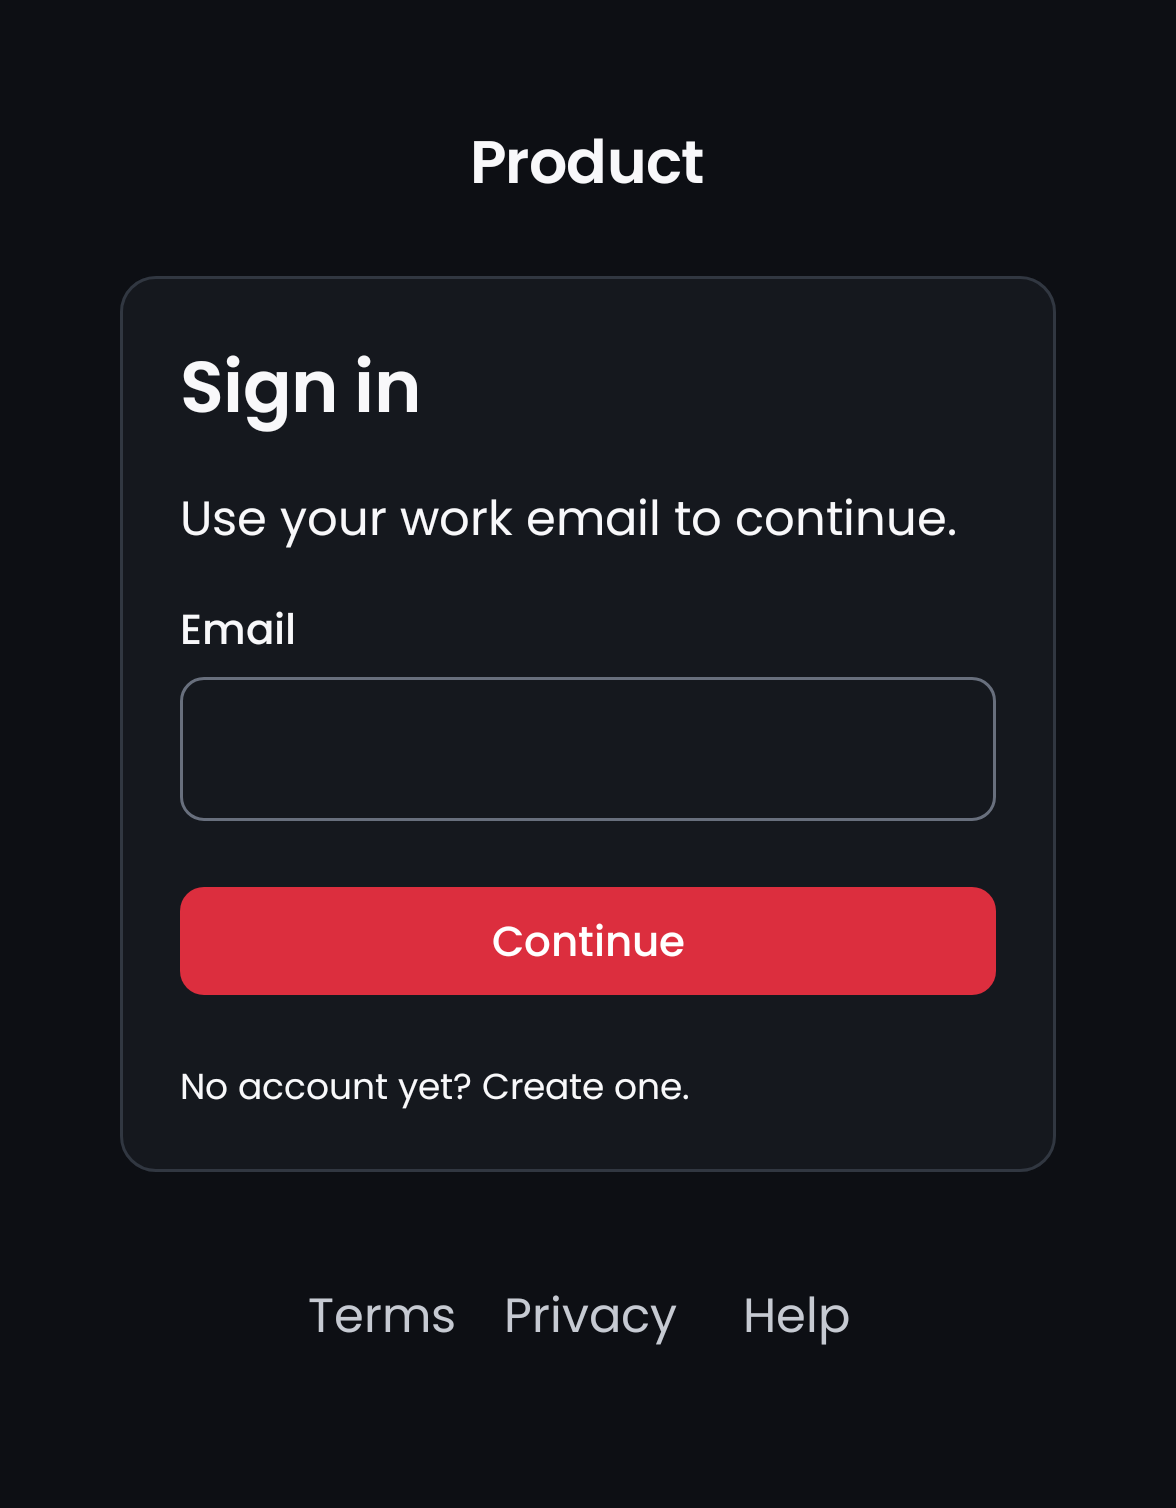 Product
Sign in
Use your work email to continue.
Email
Continue
No account yet? Create one.
Terms Privacy Help